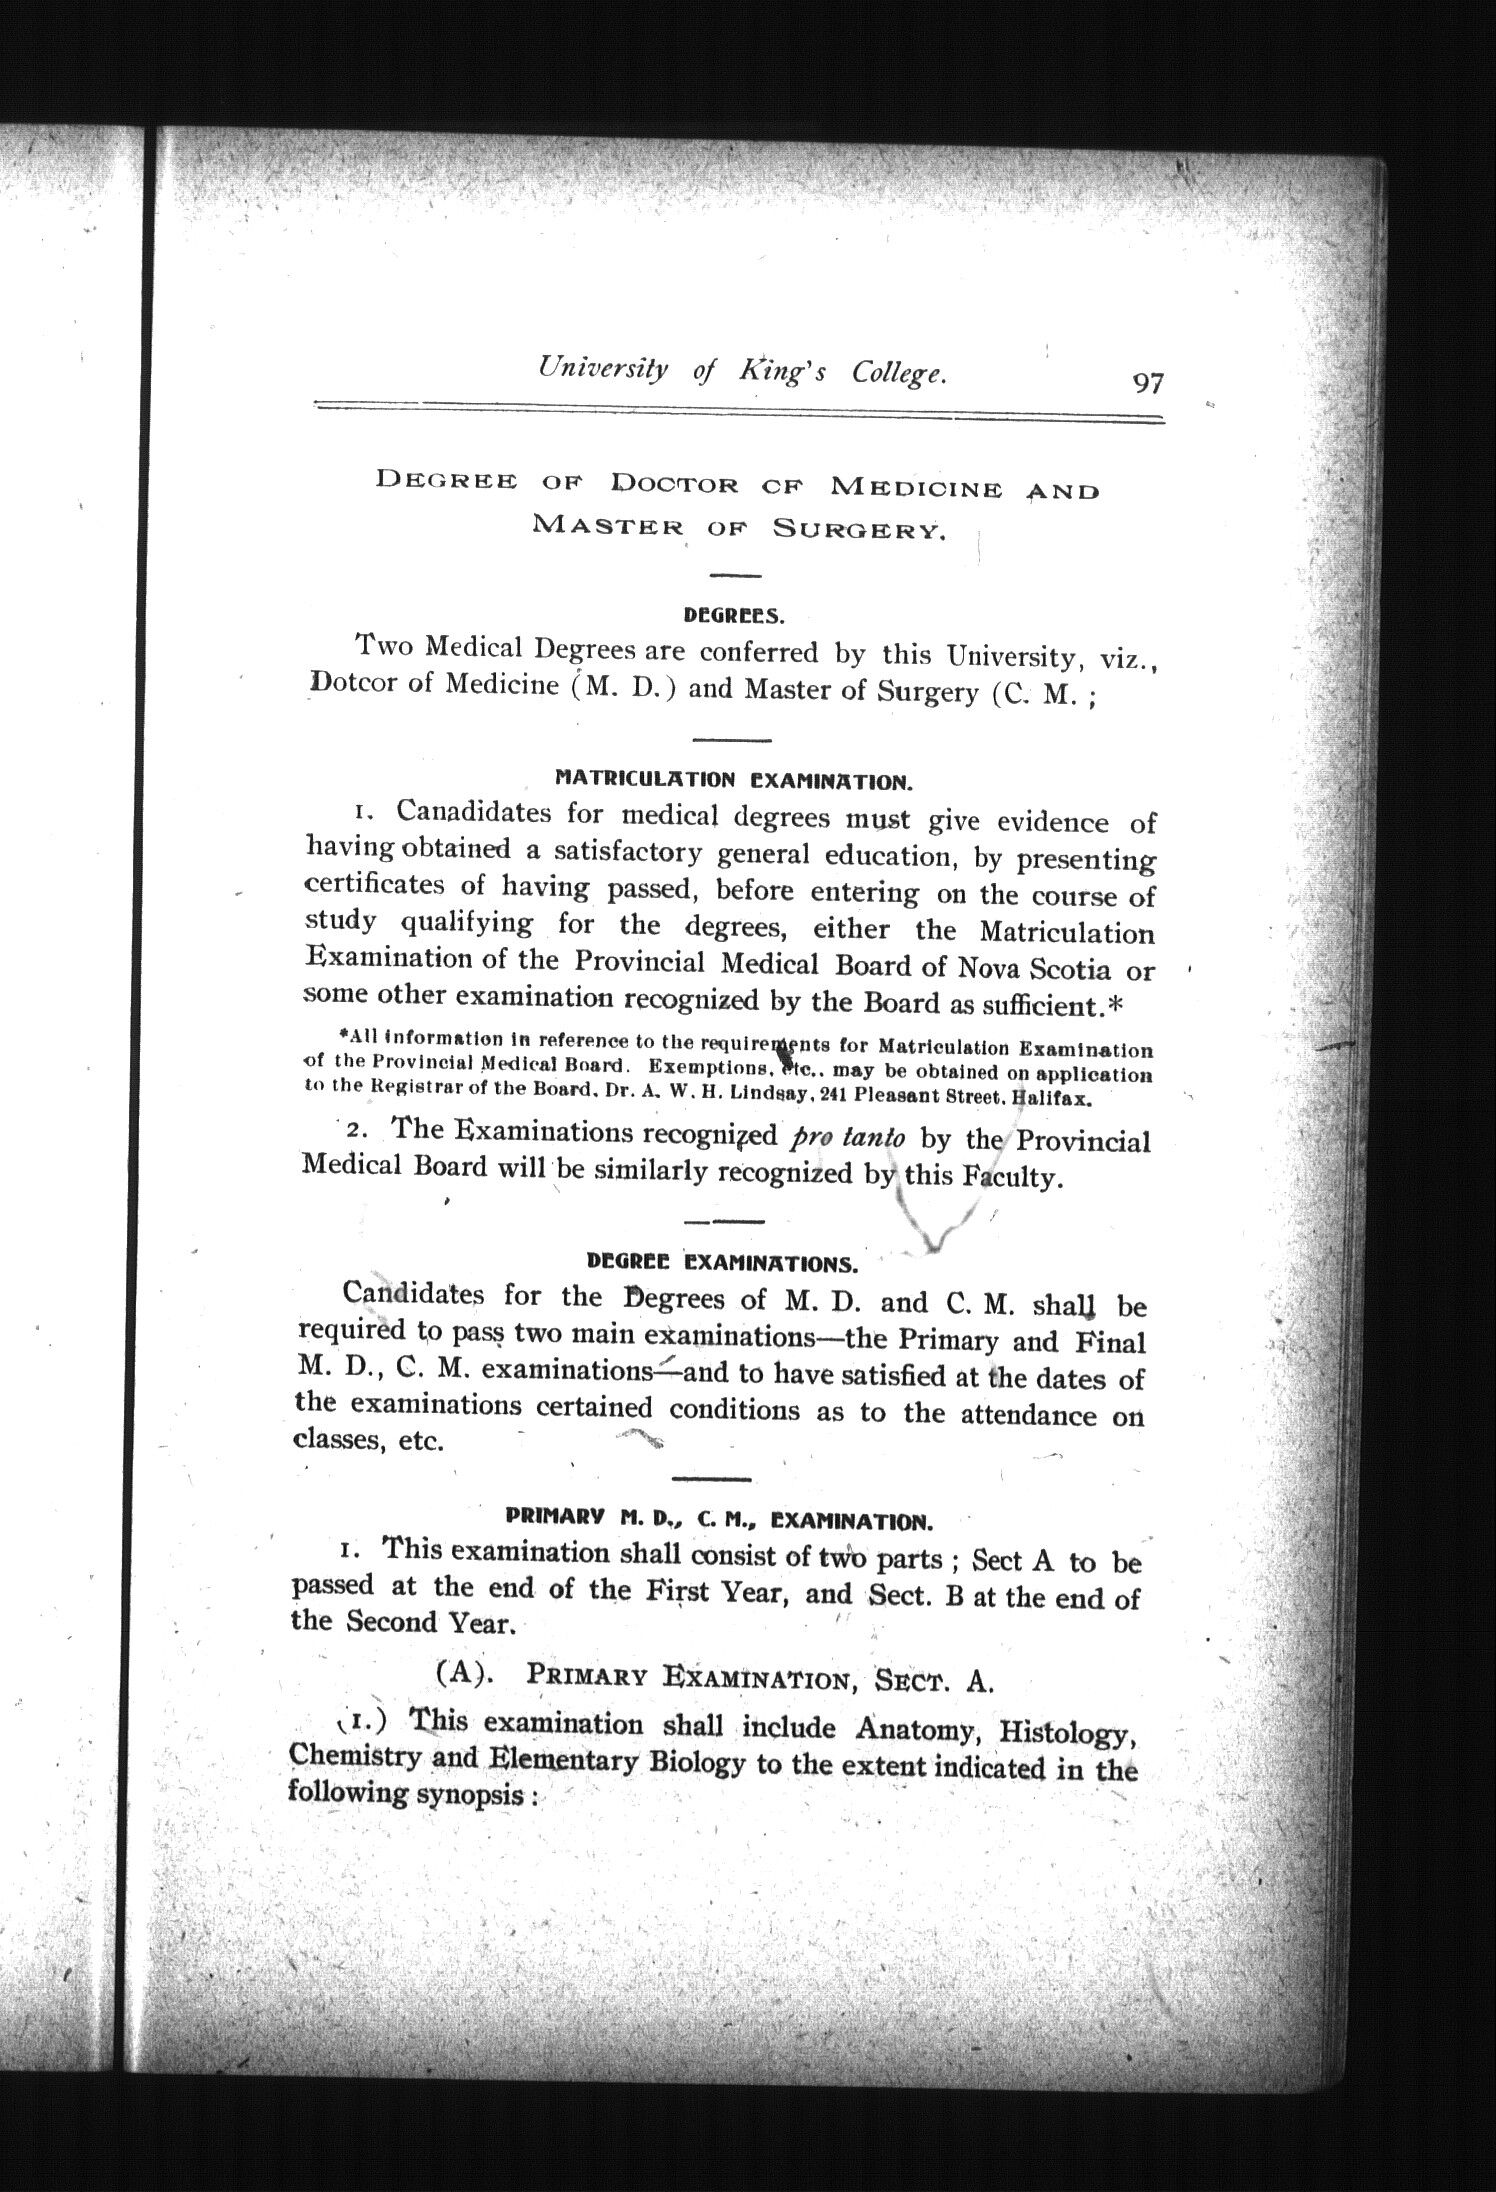 University of King's College.
97
DEGREE OF DOCTOR OF MEDICINE AND
MASTER OF SURGERY.
DEGREES.
Two Medical Degrees are conferred by this University, viz.,
Dotcor of Medicine (M. D.) and Master of Surgery (C. M. ;
MATRICULATION EXAMINATION.
1. Canadidates for medical degrees must give evidence of
having obtained a satisfactory general education, by presenting
certificates of having passed, before entering on the course of
study qualifying for the degrees, either the Matriculation
Examination of the Provincial Medical Board of Nova Scotia or
some other examination recognized by the Board as sufficient.*
*All information in reference to the requirements for Matriculation Examination
of the Provincial Medical Board. Exemptions, etc., may be obtained on application
to the Registrar of the Board, Dr. A. W. H. Lindsay, 241 Pleasant Street, Halifax.
2. The Examinations recognized pro tanto by the Provincial
Medical Board will be similarly recognized by this Faculty.
DEGREE EXAMINATIONS.
Candidates for the Degrees of M. D. and C. M. shall be
required to pass two main examinations—the Primary and Final
M. D., C. M. examinations—and to have satisfied at the dates of
the examinations certained conditions as to the attendance on
classes, etc.
PRIMARY M. D., C. M., EXAMINATION.
1. This examination shall consist of two parts ; Sect A to be
passed at the end of the First Year, and Sect. B at the end of
the Second Year.
(A). PRIMARY EXAMINATION, SECT. A.
(1.) This examination shall include Anatomy, Histology,
Chemistry and Elementary Biology to the extent indicated in the
following synopsis :